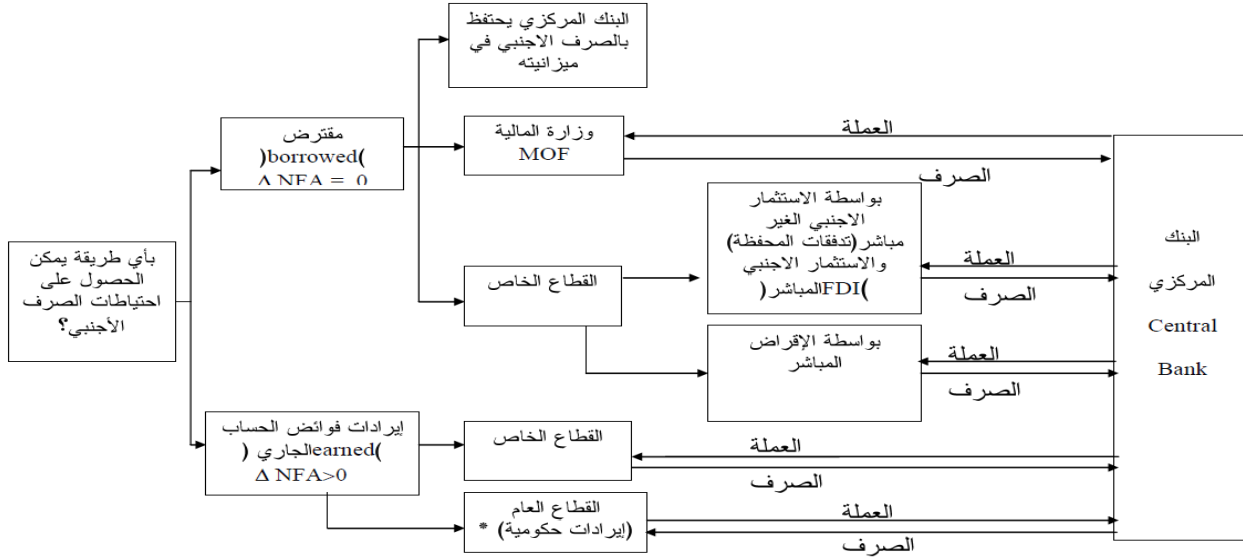 البنك المركزي يحتفظ
بالصرف الاجنبي في
ميزانيته
مقترض
)borrowed(
Δ NFA = 0
وزارة المالية
MOF
العملة
الصرف
بواسطة الاستثمار
الاجنبي الغير
مباشر(تدفقات المحفظة)
والاستثمار الاجنبي
)FDIالمباشر(
العملة
الصرف
القطاع الخاص
بأي طريقة يمكن
الحصول على
احتياطات الصرف
الأجنبي؟
بواسطة الإقراض
المباشر
العملة
الصرف
البنك
المركزي
Central
Bank
إيرادات فوائض الحساب
)earnedالجاري (
Δ NFA>0
القطاع الخاص
العملة
الصرف
القطاع العام
(إيرادات حكومية) *
العملة
الصرف